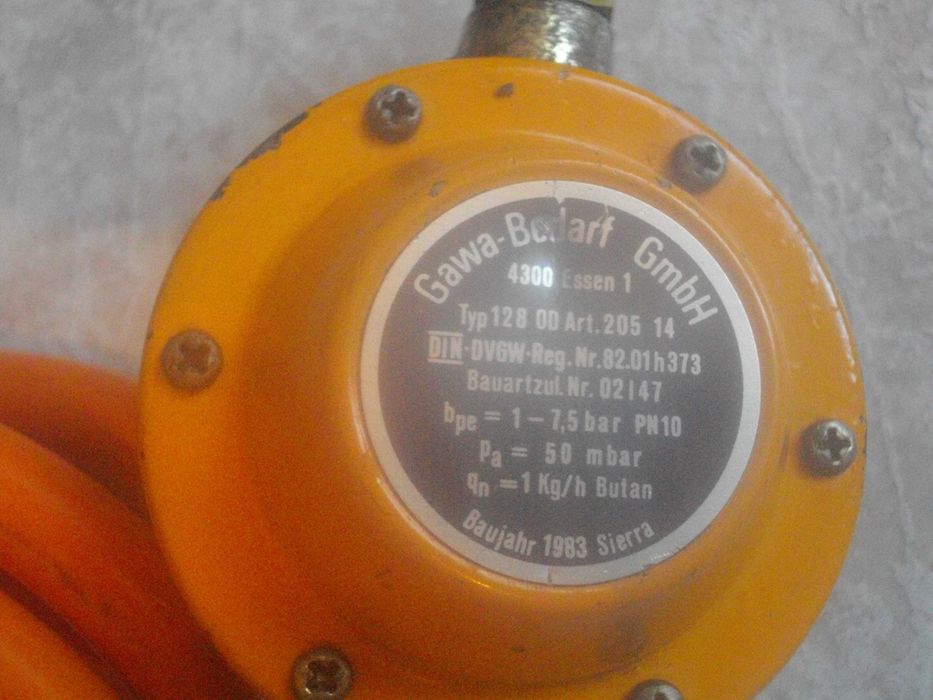 Gawa-Bedarf GmbH
4300 Essen 1
Typ 128 00 Art. 205 14
DIN-DVGW-Reg. Nr. 82.01h373
Bauartzul. Nr. 02147
bpe = 1 – 7,5 bar PN10
pa = 50 mbar
qn = 1 Kg/h Butan
Baujahr 1983 Sierra